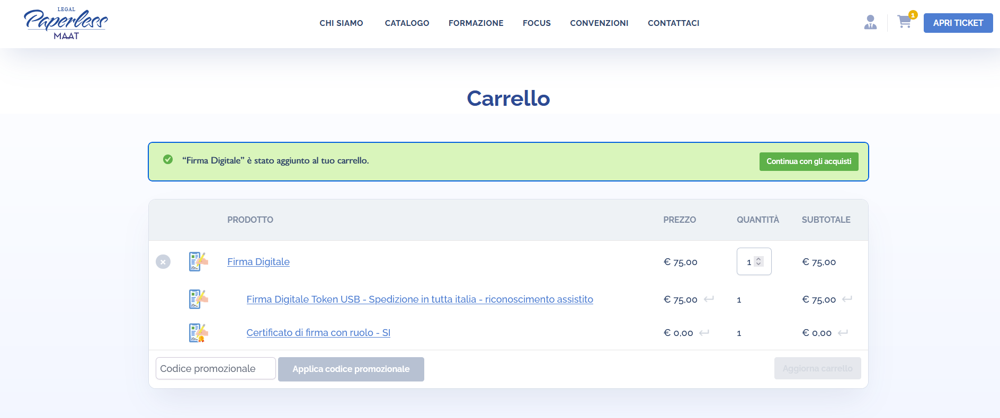 LEGAL
Paperless
MAAT
CHI SIAMO
CATALOGO
FORMAZIONE
FOCUS
CONVENZIONI
CONTATTACI
1
APRI TICKET
Carrello
“Firma Digitale” è stato aggiunto al tuo carrello.
Continua con gli acquisti
PRODOTTO PREZZO QUANTITÀ SUBTOTALE
Firma Digitale € 75,00 1 € 75,00
Firma Digitale Token USB - Spedizione in tutta italia - riconoscimento assistito € 75,00 1 € 75,00
Certificato di firma con ruolo - SI € 0,00 1 € 0,00
Codice promozionale Applica codice promozionale Aggiorna carrello